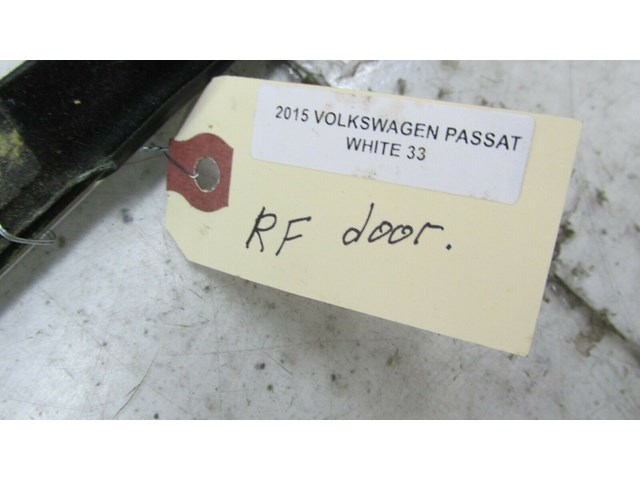 2015 VOLKSWAGEN PASSAT
WHITE 33
RF door.